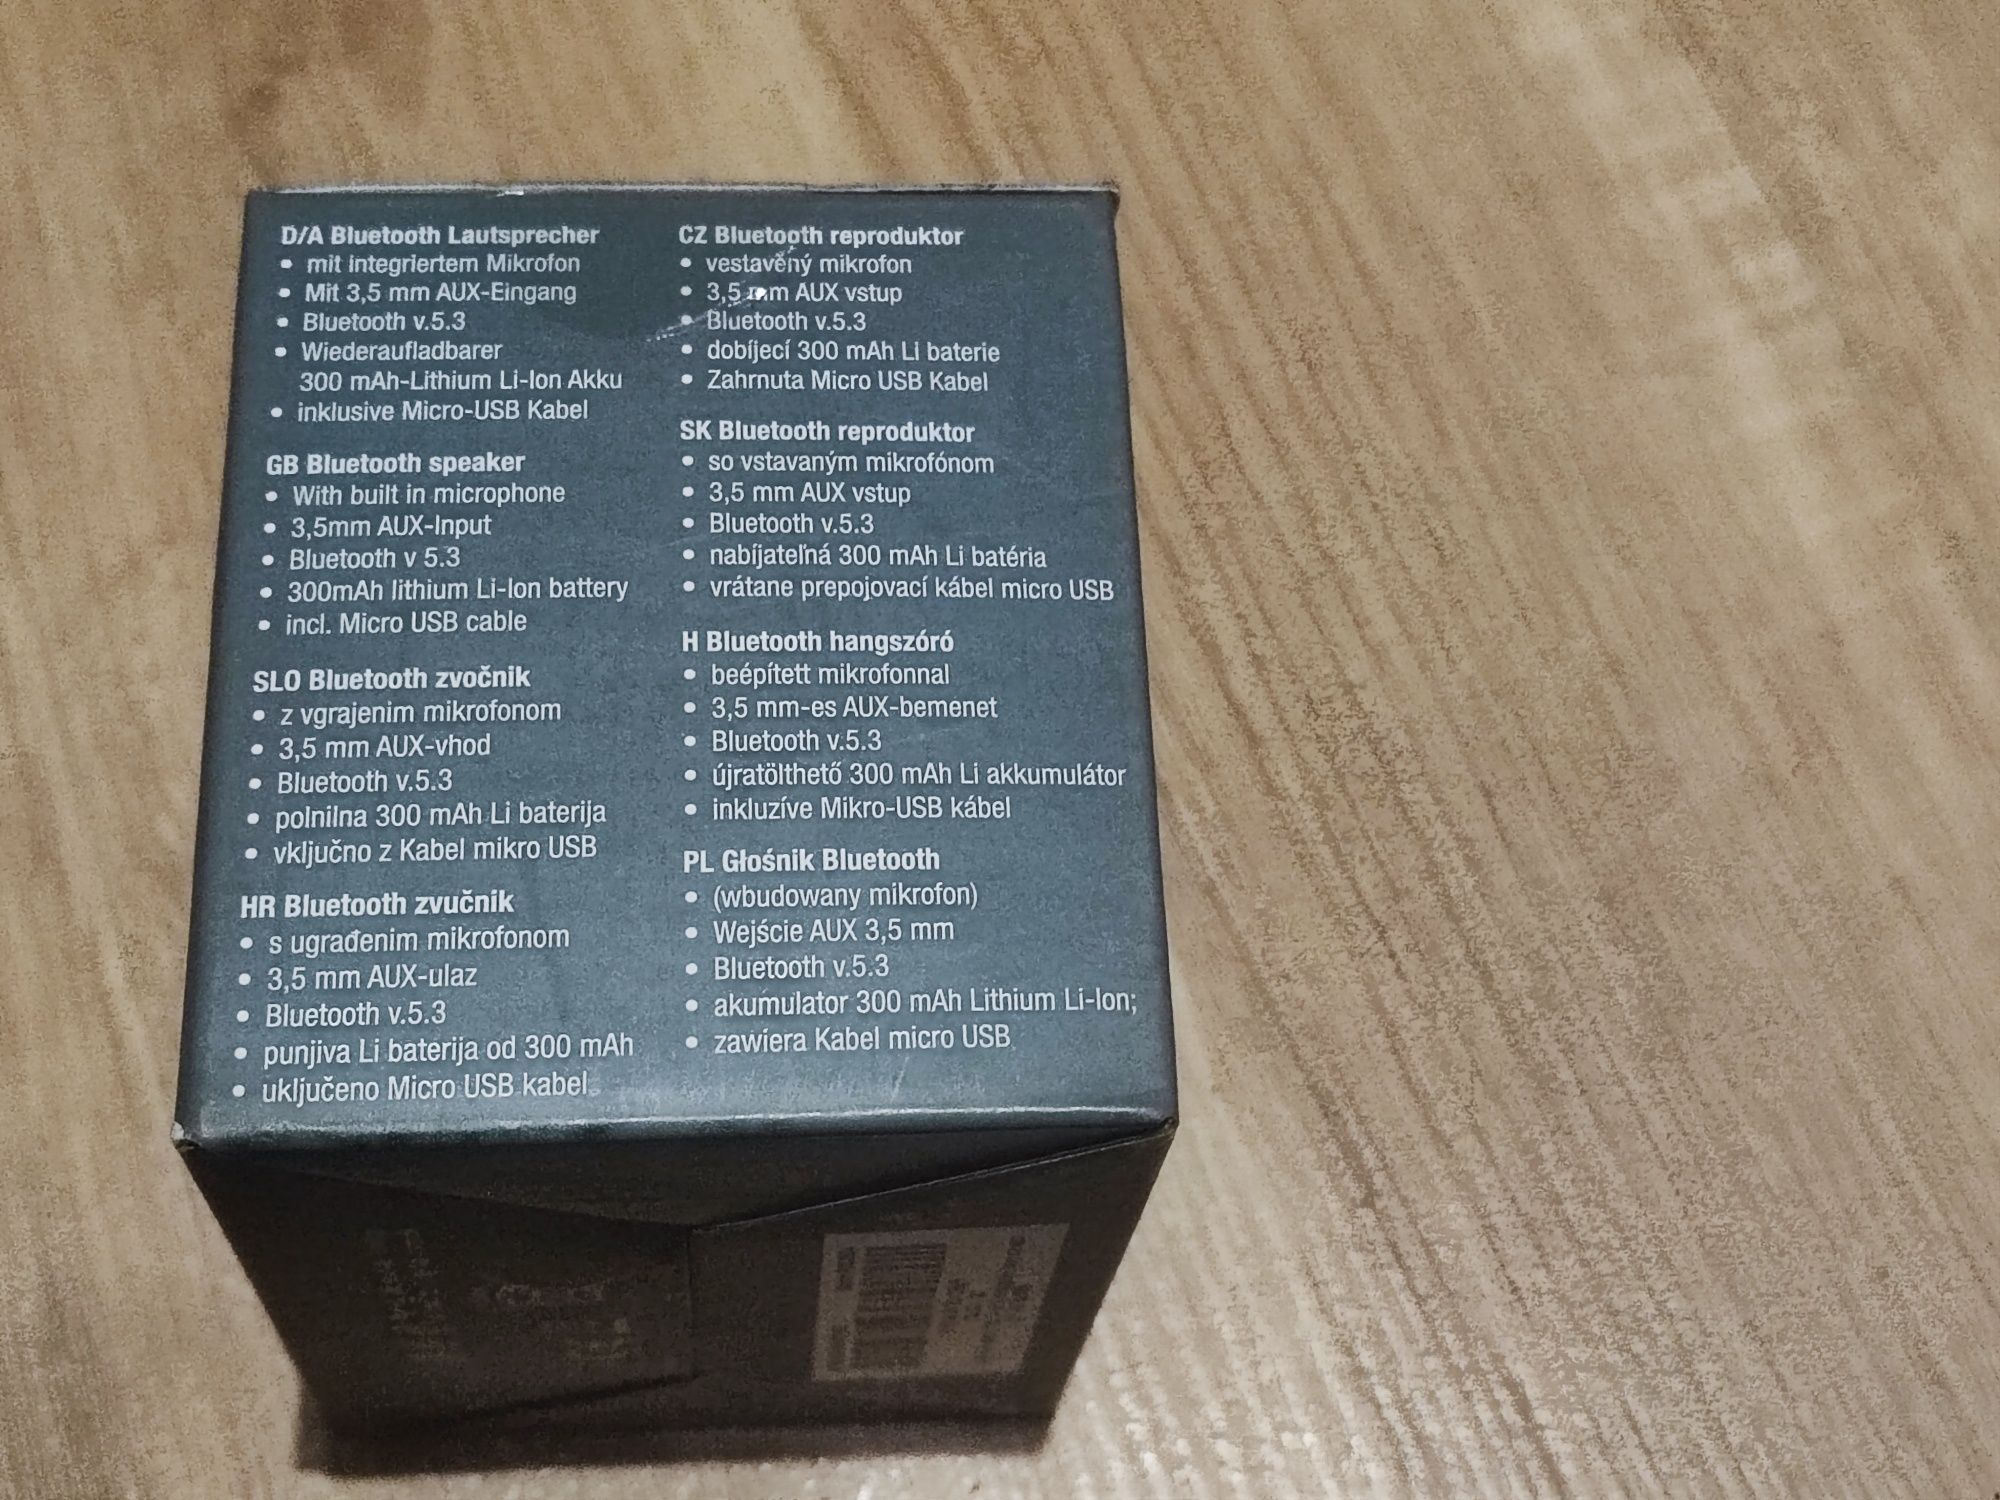 D/A Bluetooth Lautsprecher
• mit integriertem Mikrofon
• Mit 3,5 mm AUX-Eingang
• Bluetooth v.5.3
• Wiederaufladbarer
300 mAh-Lithium Li-Ion Akku
• inklusive Micro-USB Kabel
GB Bluetooth speaker
• With built in microphone
• 3,5mm AUX-Input
• Bluetooth v 5.3
• 300mAh lithium Li-Ion battery
• incl. Micro USB cable
SLO Bluetooth zvočnik
• z vgrajenim mikrofonom
• 3,5 mm AUX-vhod
• Bluetooth v.5.3
• polnilna 300 mAh Li baterija
• vključno z Kabel mikro USB
HR Bluetooth zvučnik
• s ugrađenim mikrofonom
• 3,5 mm AUX-ulaz
• Bluetooth v.5.3
• punjiva Li baterija od 300 mAh
• uključeno Micro USB kabel
CZ Bluetooth reproduktor
• vestavěný mikrofon
• 3,5 mm AUX vstup
• Bluetooth v.5.3
• dobíjecí 300 mAh Li baterie
• Zahrnuta Micro USB Kabel
SK Bluetooth reproduktor
• so vstavaným mikrofónom
• 3,5 mm AUX vstup
• Bluetooth v.5.3
• nabíjateľná 300 mAh Li batéria
• vrátane prepojovací kábel micro USB
H Bluetooth hangszóró
• beépített mikrofonnal
• 3,5 mm-es AUX-bemenet
• Bluetooth v.5.3
• újratölthető 300 mAh Li akkumulátor
• inkluzíve Mikro-USB kábel
PL Głośnik Bluetooth
• (wbudowany mikrofon)
• Wejście AUX 3,5 mm
• Bluetooth v.5.3
• akumulator 300 mAh Lithium Li-Ion;
• zawiera Kabel micro USB